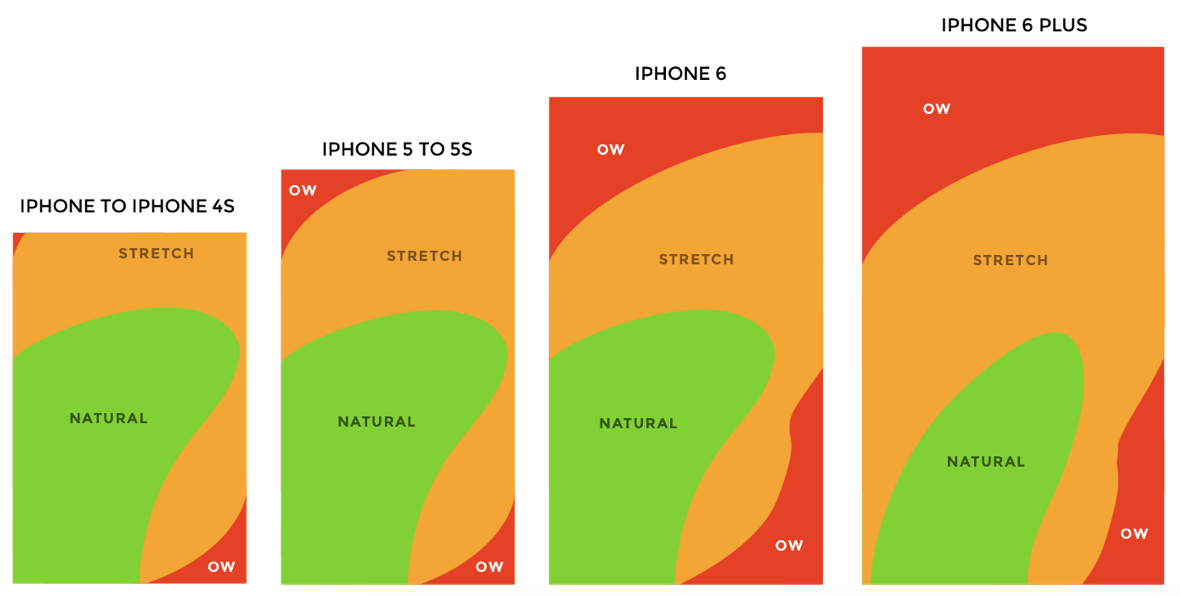 IPHONE TO IPHONE 4S
STRETCH
NATURAL
OW
IPHONE 5 TO 5S
OW
STRETCH
NATURAL
OW
IPHONE 6
OW
STRETCH
NATURAL
OW
IPHONE 6 PLUS
OW
STRETCH
NATURAL
OW